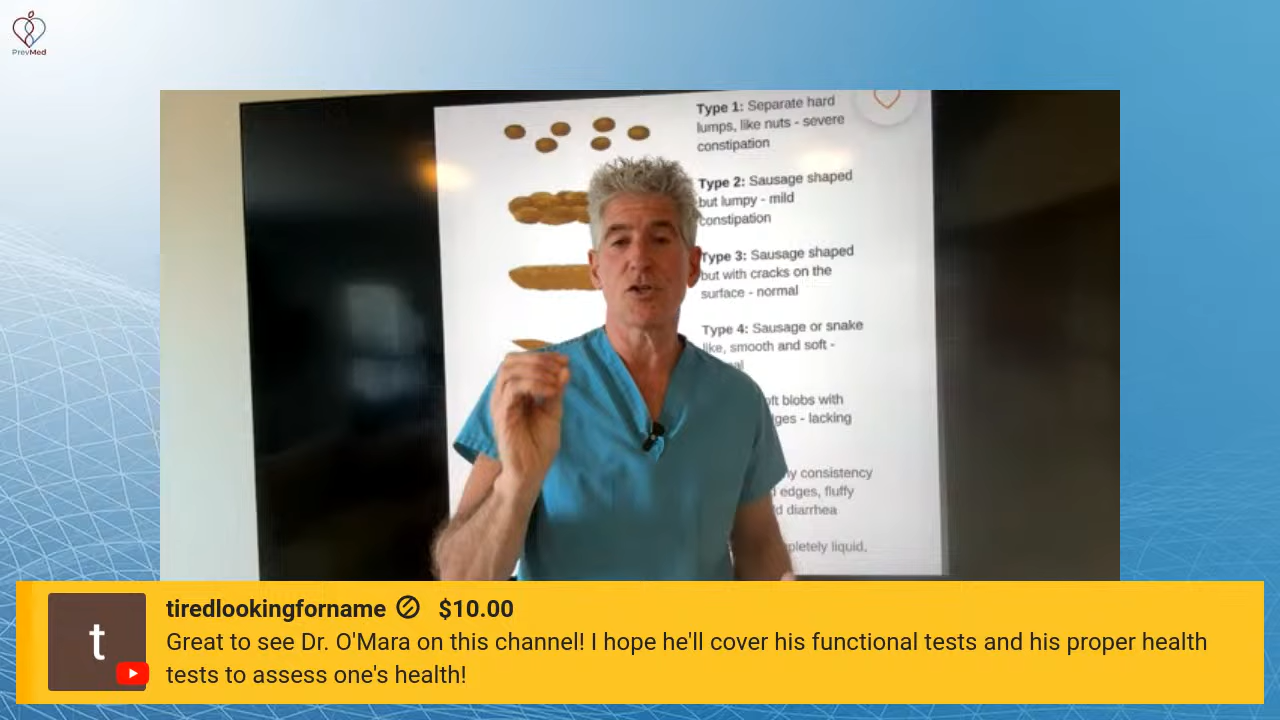 PrevMed
Type 1: Separate hard
lumps, like nuts - severe
constipation
Type 2: Sausage shaped
but lumpy - mild
constipation
Type 3: Sausage shaped
but with cracks on the
surface - normal
Type 4: Sausage or snake
like, smooth and soft -
blobs with
lacking
consistency
edges, fluffy
diarrhea
liquid.
tiredlookingforname $10.00
t
Great to see Dr. O'Mara on this channel! I hope he'll cover his functional tests and his proper health
tests to assess one's health!